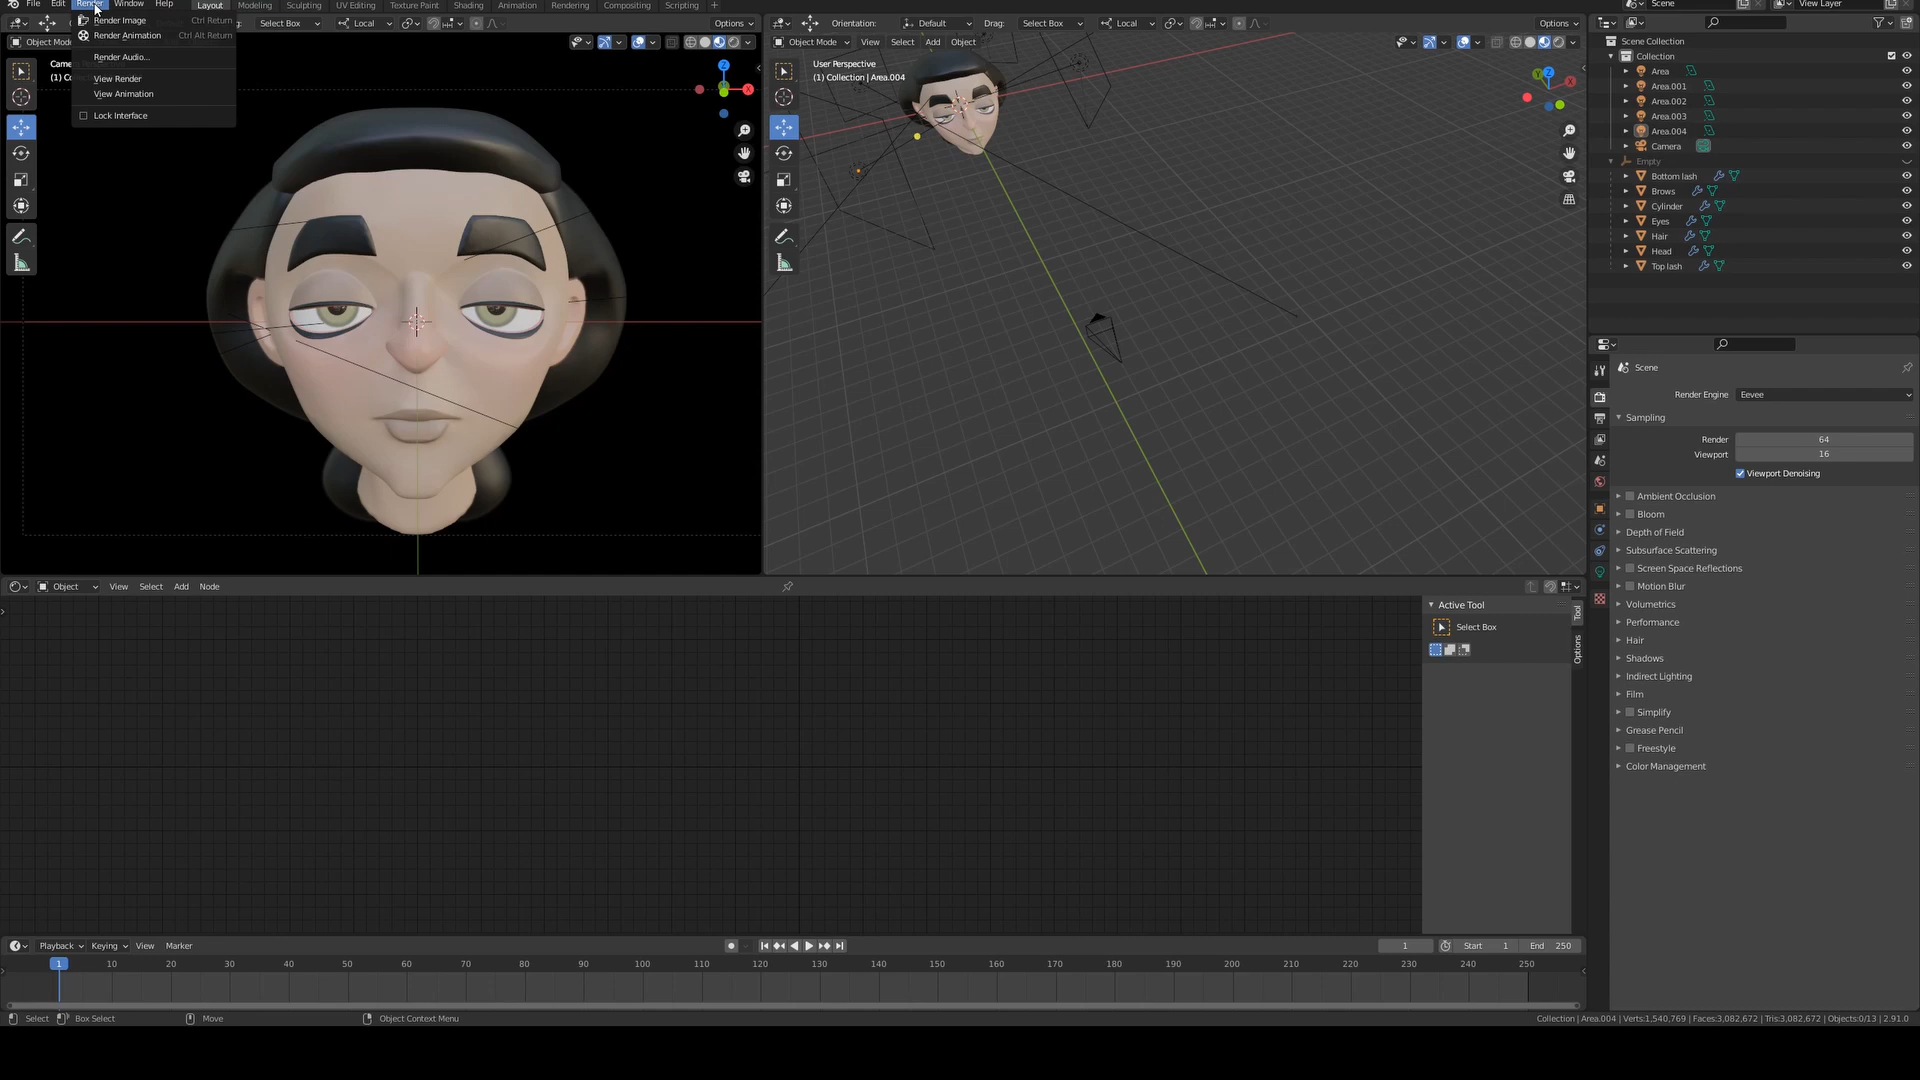 File Edit Render Window Help Layout Modeling Sculpting UV Editing Texture Paint Shading Animation Rendering Compositing Scripting + Scene View Layer
Render Image Ctrl Return
Render Animation Ctrl Alt Return
Render Audio...
View Render
View Animation
Lock Interface
Select Box Local Options
Orientation: Default Drag: Select Box Local Options
Object Mode
Object Mode View Select Add Object
User Perspective
(1) Collection | Area.004
Z
X
Z
Y
X
Scene Collection
Collection
Area
Area.001
Area.002
Area.003
Area.004
Camera
Empty
Bottom lash
Brows
Cylinder
Eyes
Hair
Head
Top lash
Scene
Render Engine Eevee
Sampling
Render 64
Viewport 16
Viewport Denoising
Ambient Occlusion
Bloom
Depth of Field
Subsurface Scattering
Screen Space Reflections
Motion Blur
Volumetrics
Performance
Hair
Shadows
Indirect Lighting
Film
Simplify
Grease Pencil
Freestyle
Color Management
Object View Select Add Node
Active Tool
Select Box
Tool
Options
Playback Keying View Marker 1 Start 1 End 250
1 10 20 30 40 50 60 70 80 90 100 110 120 130 140 150 160 170 180 190 200 210 220 230 240 250
Select Box Select Move Object Context Menu Collection | Area.004 | Verts:1,540,769 | Faces:3,082,672 | Tris:3,082,672 | Objects:0/13 | 2.91.0